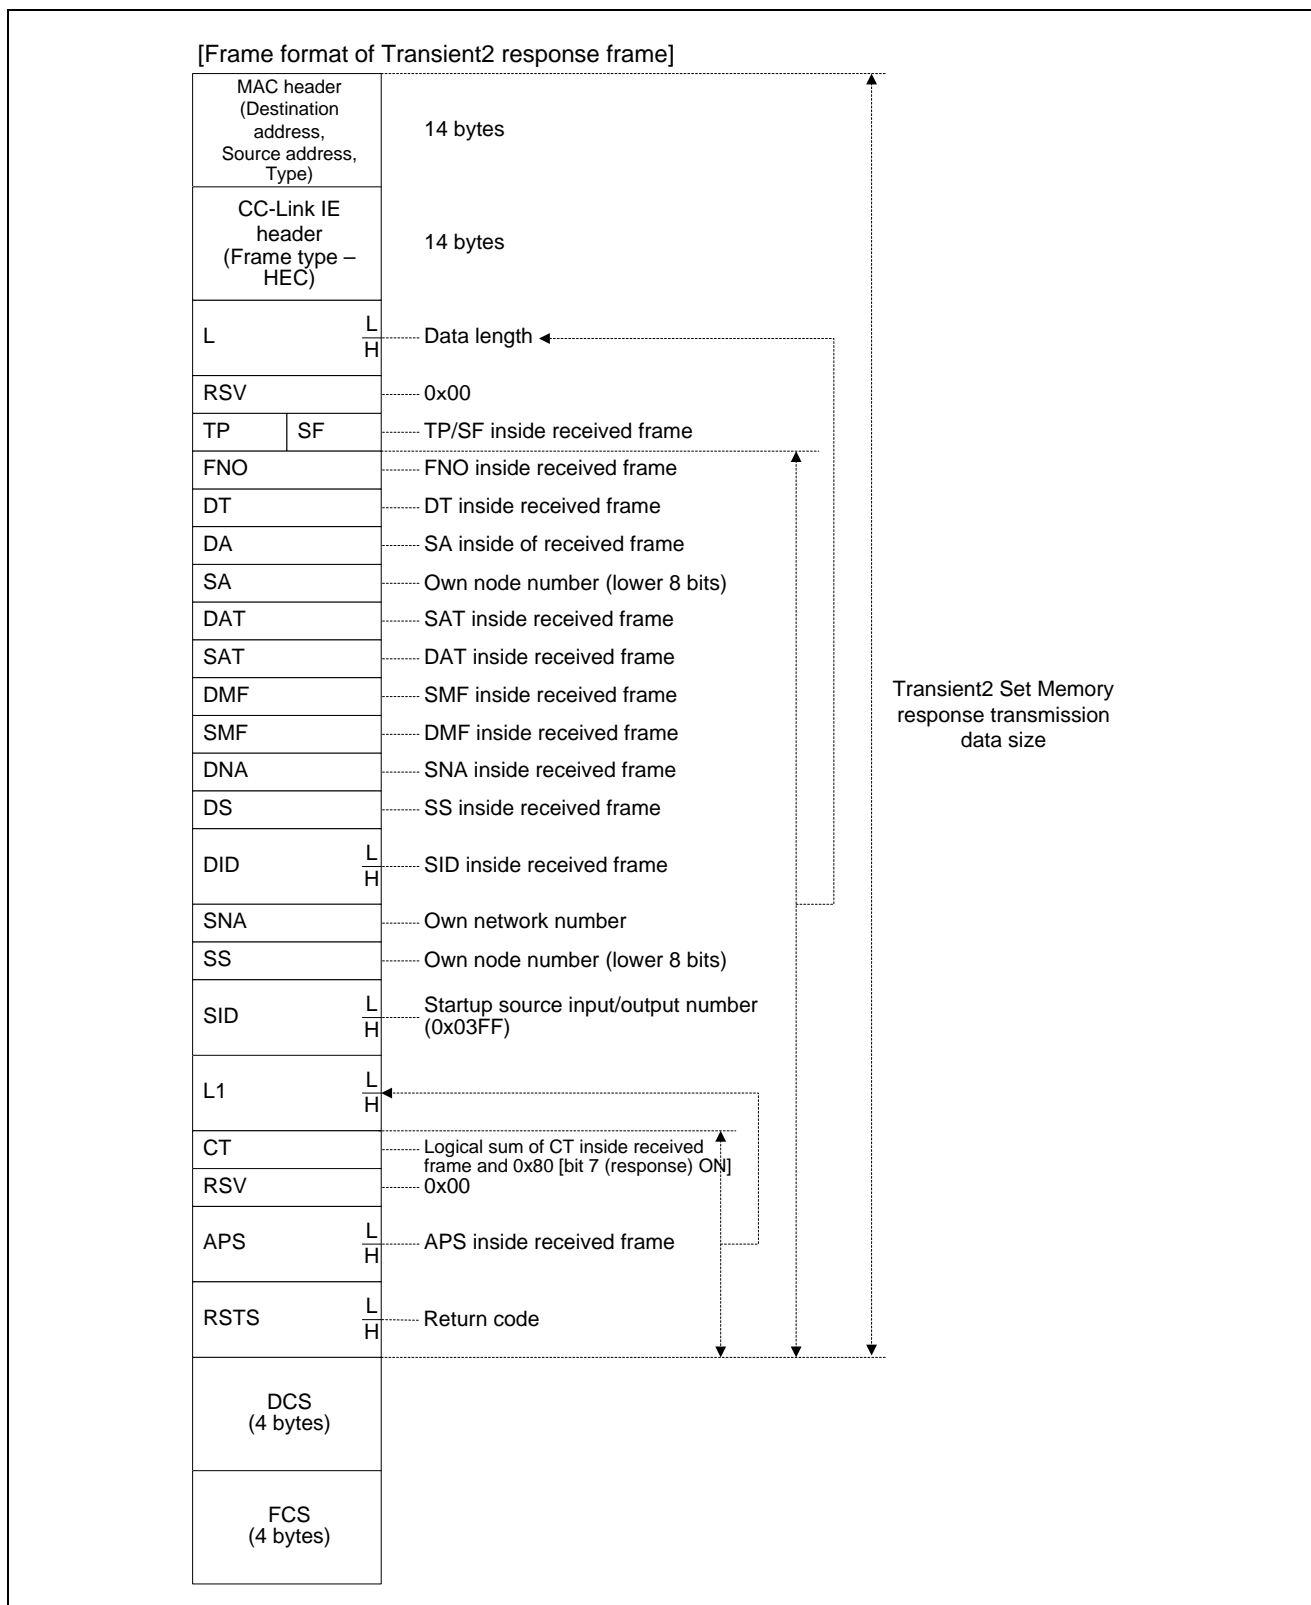 [Frame format of Transient2 response frame]
MAC header
(Destination
address,
Source address,
Type)
14 bytes
CC-Link IE
header
(Frame type –
HEC)
14 bytes
L
L
H
Data length
RSV
0x00
TP
SF
TP/SF inside received frame
FNO
FNO inside received frame
DT
DT inside received frame
DA
SA inside of received frame
SA
Own node number (lower 8 bits)
DAT
SAT inside received frame
SAT
DAT inside received frame
DMF
SMF inside received frame
SMF
DMF inside received frame
DNA
SNA inside received frame
DS
SS inside received frame
Transient2 Set Memory
response transmission
data size
DID
L
H
SID inside received frame
SNA
Own network number
SS
Own node number (lower 8 bits)
SID
L
H
Startup source input/output number
(0x03FF)
L1
L
H
CT
Logical sum of CT inside received
frame and 0x80 [bit 7 (response) ON]
RSV
0x00
APS
L
H
APS inside received frame
RSTS
L
H
Return code
DCS
(4 bytes)
FCS
(4 bytes)